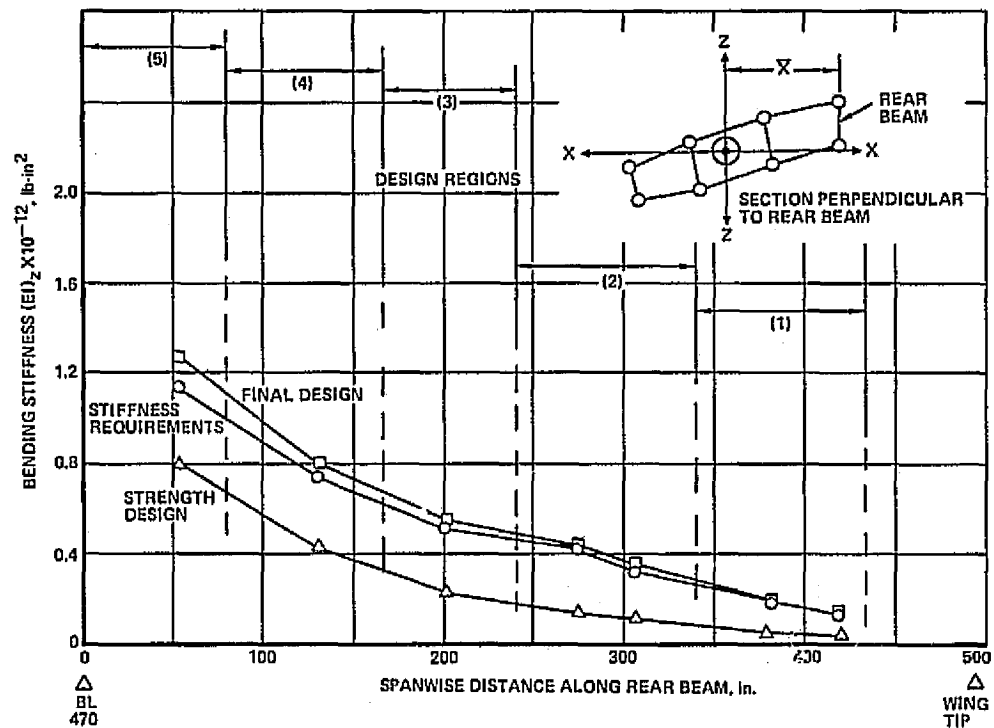 (5)
(4)
(3)
DESIGN REGIONS
(2)
(1)
Z
X̅
REAR
BEAM
X
X
SECTION PERPENDICULAR
TO REAR BEAM
Z
BENDING STIFFNESS (EI)z X10⁻¹², lb-in²
2.0
1.6
1.2
0.8
0.4
0
FINAL DESIGN
STIFFNESS
REQUIREMENTS
STRENGTH
DESIGN
0
100
200
300
400
500
SPANWISE DISTANCE ALONG REAR BEAM, in.
BL
470
WING
TIP